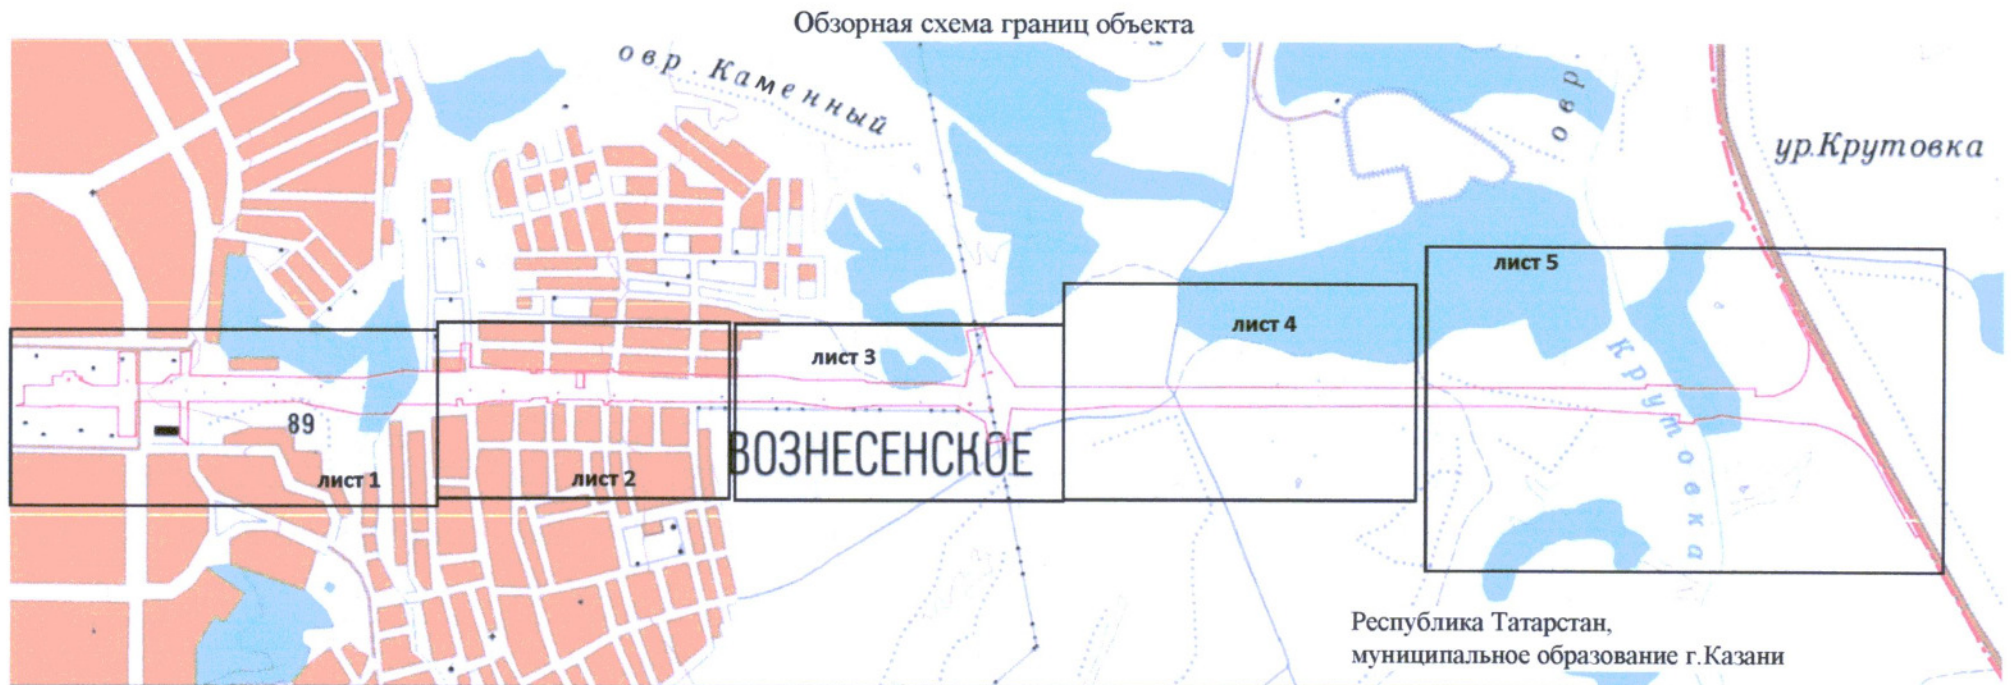 Обзорная схема границ объекта
овр. Каменный
овр.
ур.Крутовка
лист 5
лист 4
лист 3
Крутовка
89
ВОЗНЕСЕНСКОЕ
лист 1
лист 2
Республика Татарстан,
муниципальное образование г.Казани